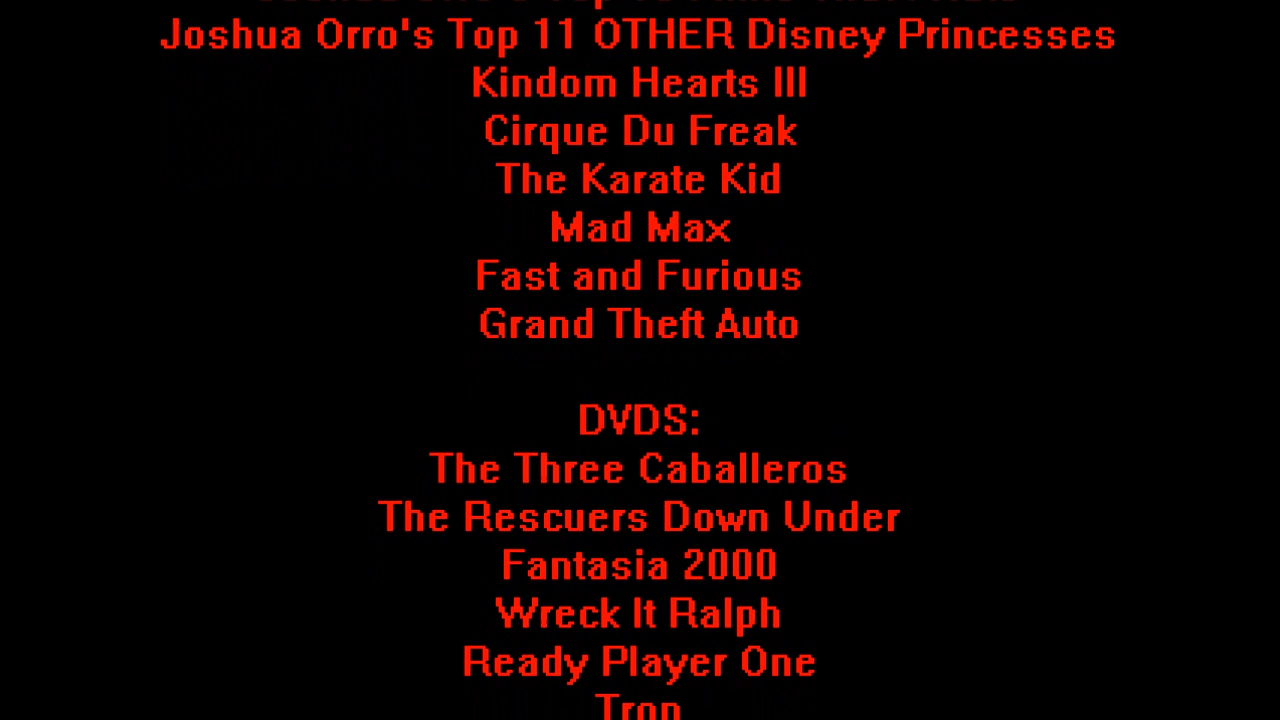 Joshua Orro's Top 11 OTHER Disney Princesses
Kindom Hearts III
Cirque Du Freak
The Karate Kid
Mad Max
Fast and Furious
Grand Theft Auto
DVDS:
The Three Caballeros
The Rescuers Down Under
Fantasia 2000
Wreck It Ralph
Ready Player One
Tron